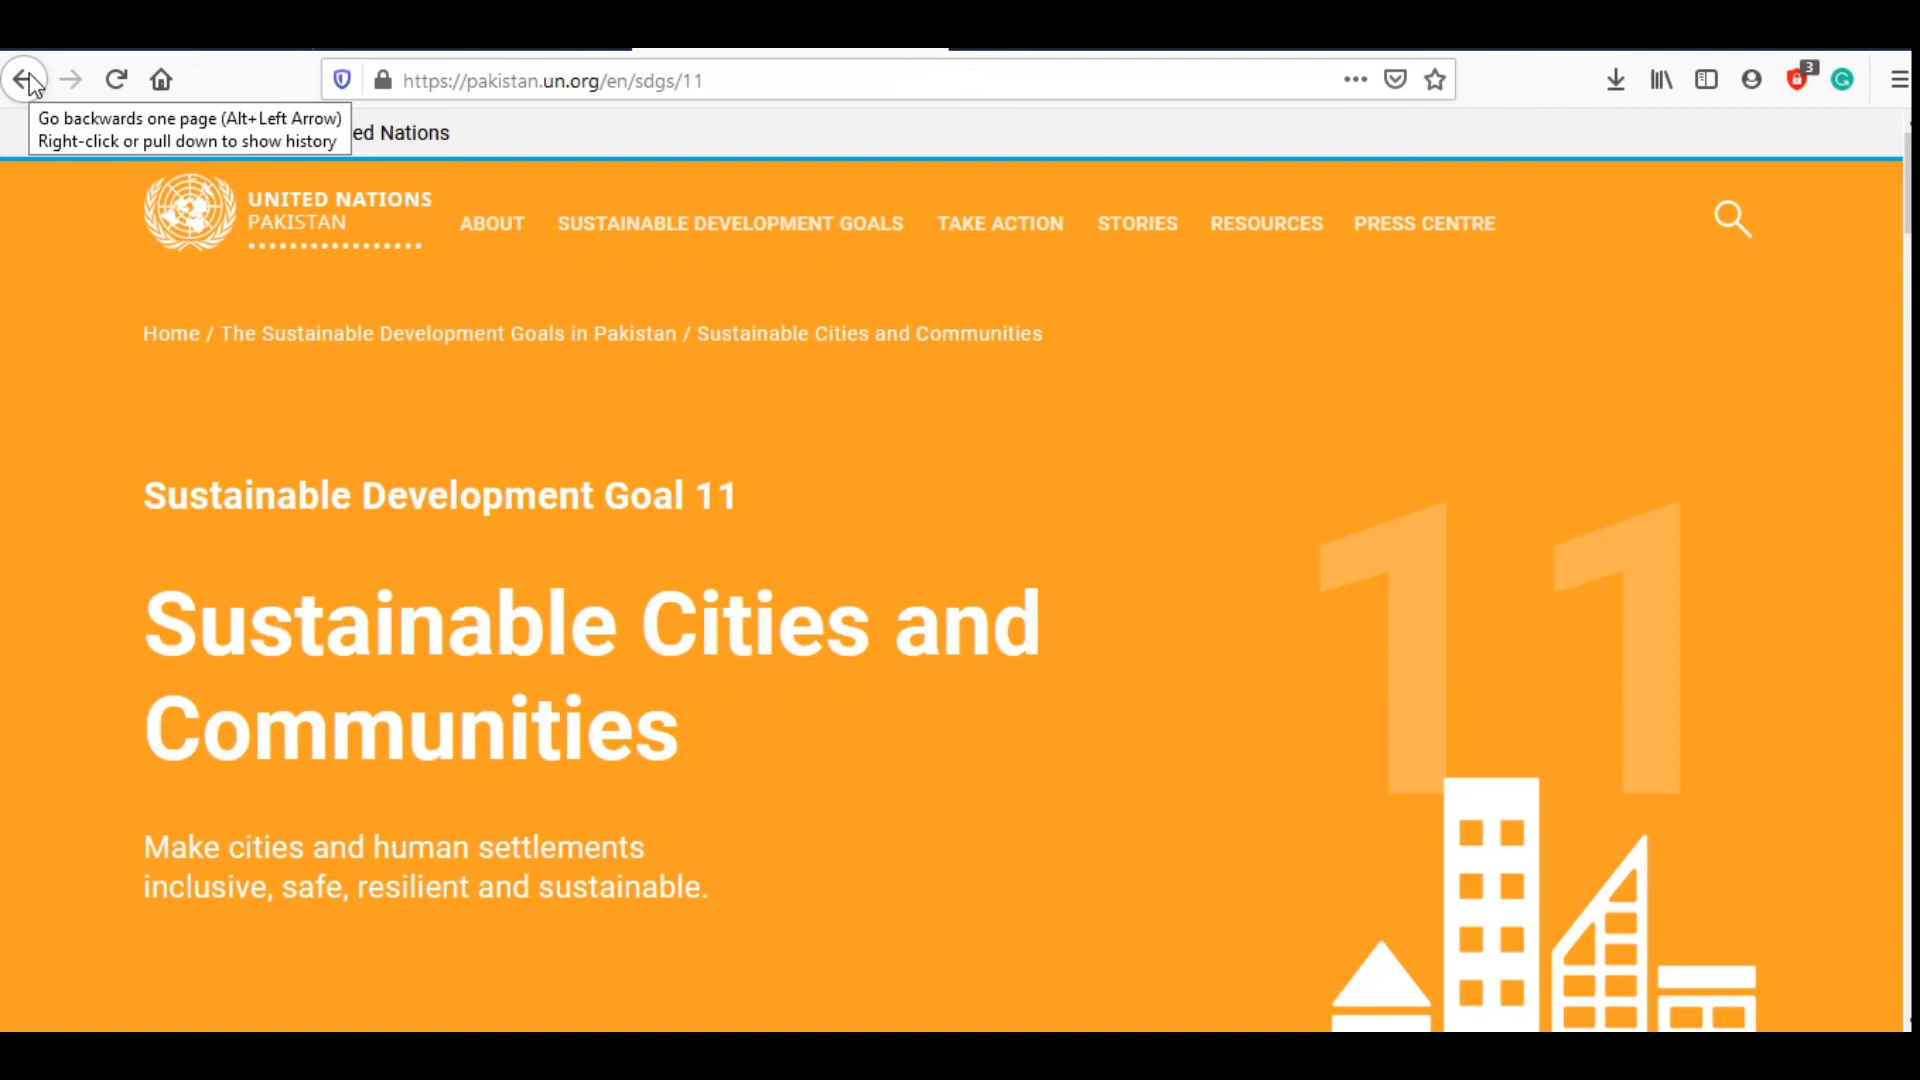 https://pakistan.un.org/en/sdgs/11
3
Go backwards one page (Alt+Left Arrow)
Right-click or pull down to show history
ed Nations
UNITED NATIONS
PAKISTAN
ABOUT
SUSTAINABLE DEVELOPMENT GOALS
TAKE ACTION
STORIES
RESOURCES
PRESS CENTRE
Home / The Sustainable Development Goals in Pakistan / Sustainable Cities and Communities
Sustainable Development Goal 11
11
Sustainable Cities and
Communities
Make cities and human settlements
inclusive, safe, resilient and sustainable.